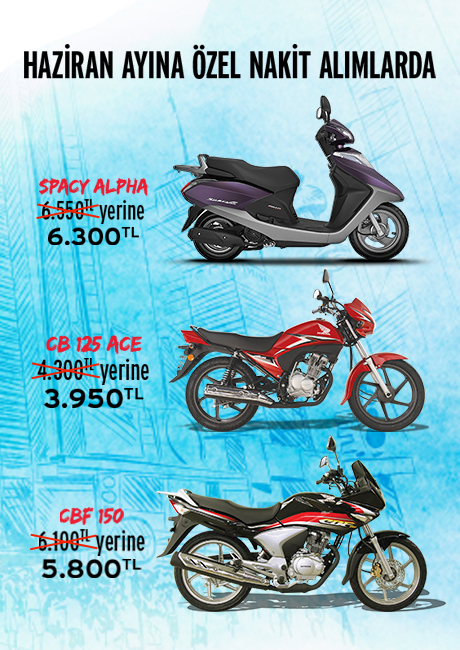 HAZİRAN AYINA ÖZEL NAKİT ALIMLARDA
SPACY ALPHA
6.550TL yerine
6.300TL
CB 125 ACE
4.300TL yerine
3.950TL
CBF 150
6.100TL yerine
5.800TL
CBF